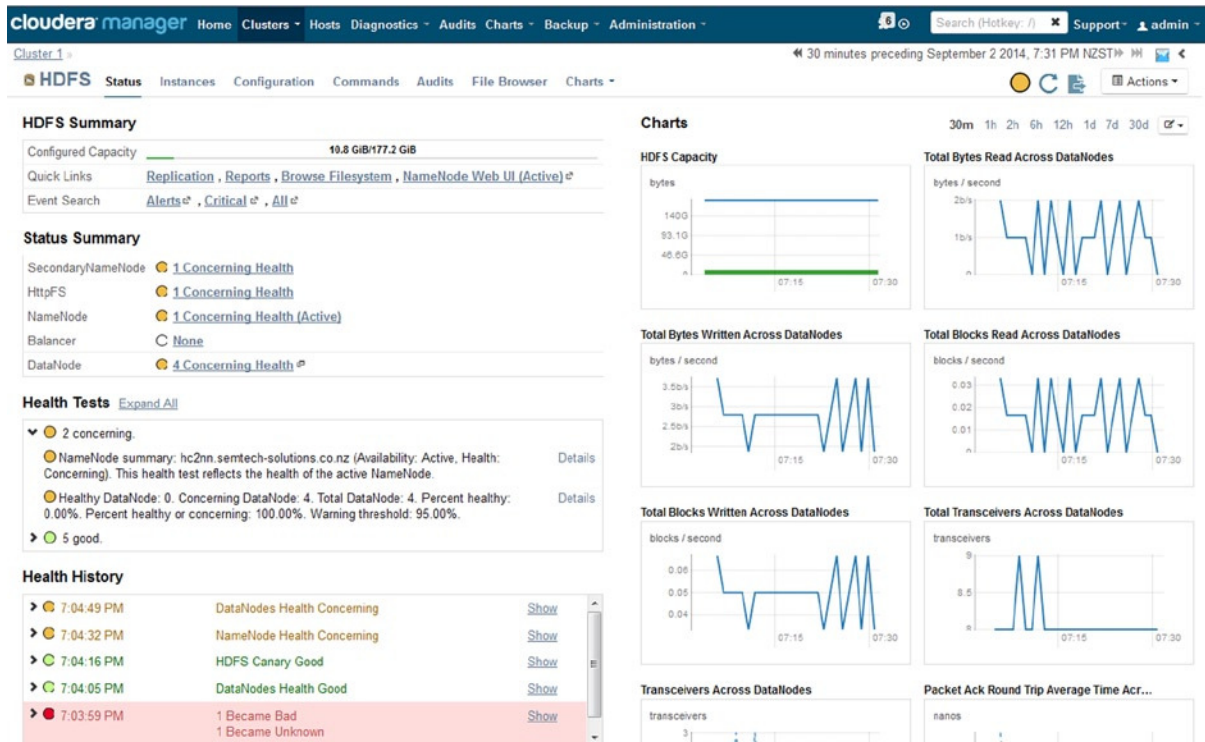 cloudera manager Home Clusters Hosts Diagnostics Audits Charts Backup Administration 6 Search (Hotkey: /) Support admin
Cluster 1 »
30 minutes preceding September 2 2014, 7:31 PM NZST
HDFS Status Instances Configuration Commands Audits File Browser Charts
Actions
HDFS Summary
Configured Capacity 10.8 GiB/177.2 GiB
Quick Links Replication , Reports , Browse Filesystem , NameNode Web UI (Active)
Event Search Alerts , Critical , All
Status Summary
SecondaryNameNode 1 Concerning Health
HttpFS 1 Concerning Health
NameNode 1 Concerning Health (Active)
Balancer None
DataNode 4 Concerning Health
Health Tests Expand All
2 concerning.
NameNode summary: hc2nn.semtech-solutions.co.nz (Availability: Active, Health: Details
Concerning). This health test reflects the health of the active NameNode.
Healthy DataNode: 0. Concerning DataNode: 4. Total DataNode: 4. Percent healthy: Details
0.00%. Percent healthy or concerning: 100.00%. Warning threshold: 95.00%.
5 good.
Health History
7:04:49 PM DataNodes Health Concerning Show
7:04:32 PM NameNode Health Concerning Show
7:04:16 PM HDFS Canary Good Show
7:04:05 PM DataNodes Health Good Show
7:03:59 PM 1 Became Bad Show
1 Became Unknown
Charts
30m 1h 2h 6h 12h 1d 7d 30d
HDFS Capacity
bytes
140G
93.1G
46.6G
0
07:15 07:30
Total Bytes Read Across DataNodes
bytes / second
2b/s
1b/s
0
07:15 07:30
Total Bytes Written Across DataNodes
bytes / second
3.5b/s
3b/s
2.5b/s
2b/s
07:15 07:30
Total Blocks Read Across DataNodes
blocks / second
0.03
0.02
0.01
07:15 07:30
Total Blocks Written Across DataNodes
blocks / second
0.06
0.05
0.04
07:15 07:30
Total Transceivers Across DataNodes
transceivers
9
8.5
07:15 07:30
Transceivers Across DataNodes
transceivers
3
Packet Ack Round Trip Average Time Acr...
nanos